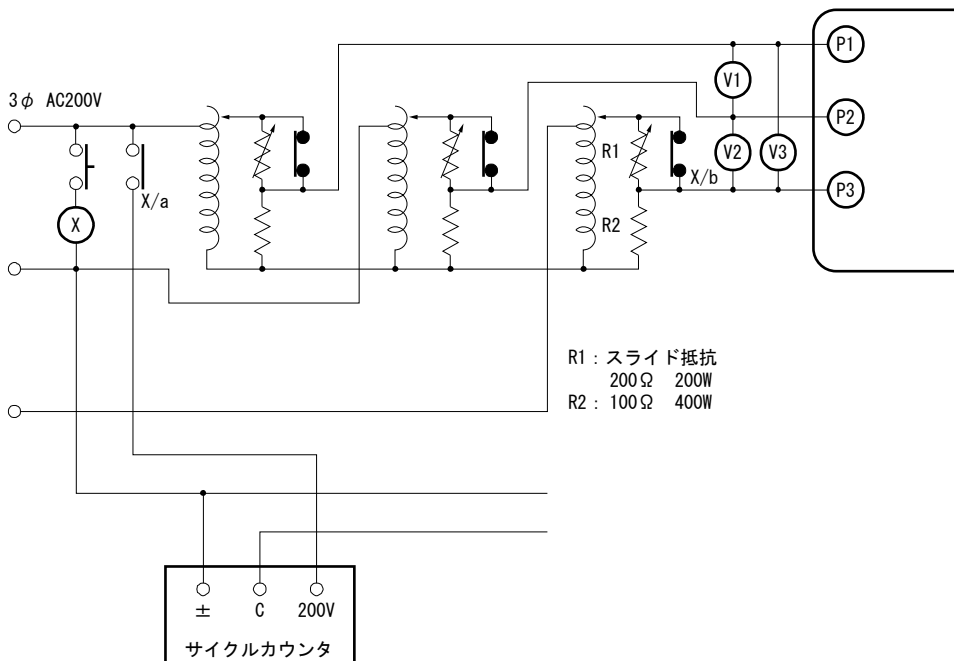 3φ AC200V
X
X/a
R1
R2
X/b
V1
V2
V3
P1
P2
P3
R1：スライド抵抗
200Ω 200W
R2：100Ω 400W
± C 200V
サイクルカウンタ